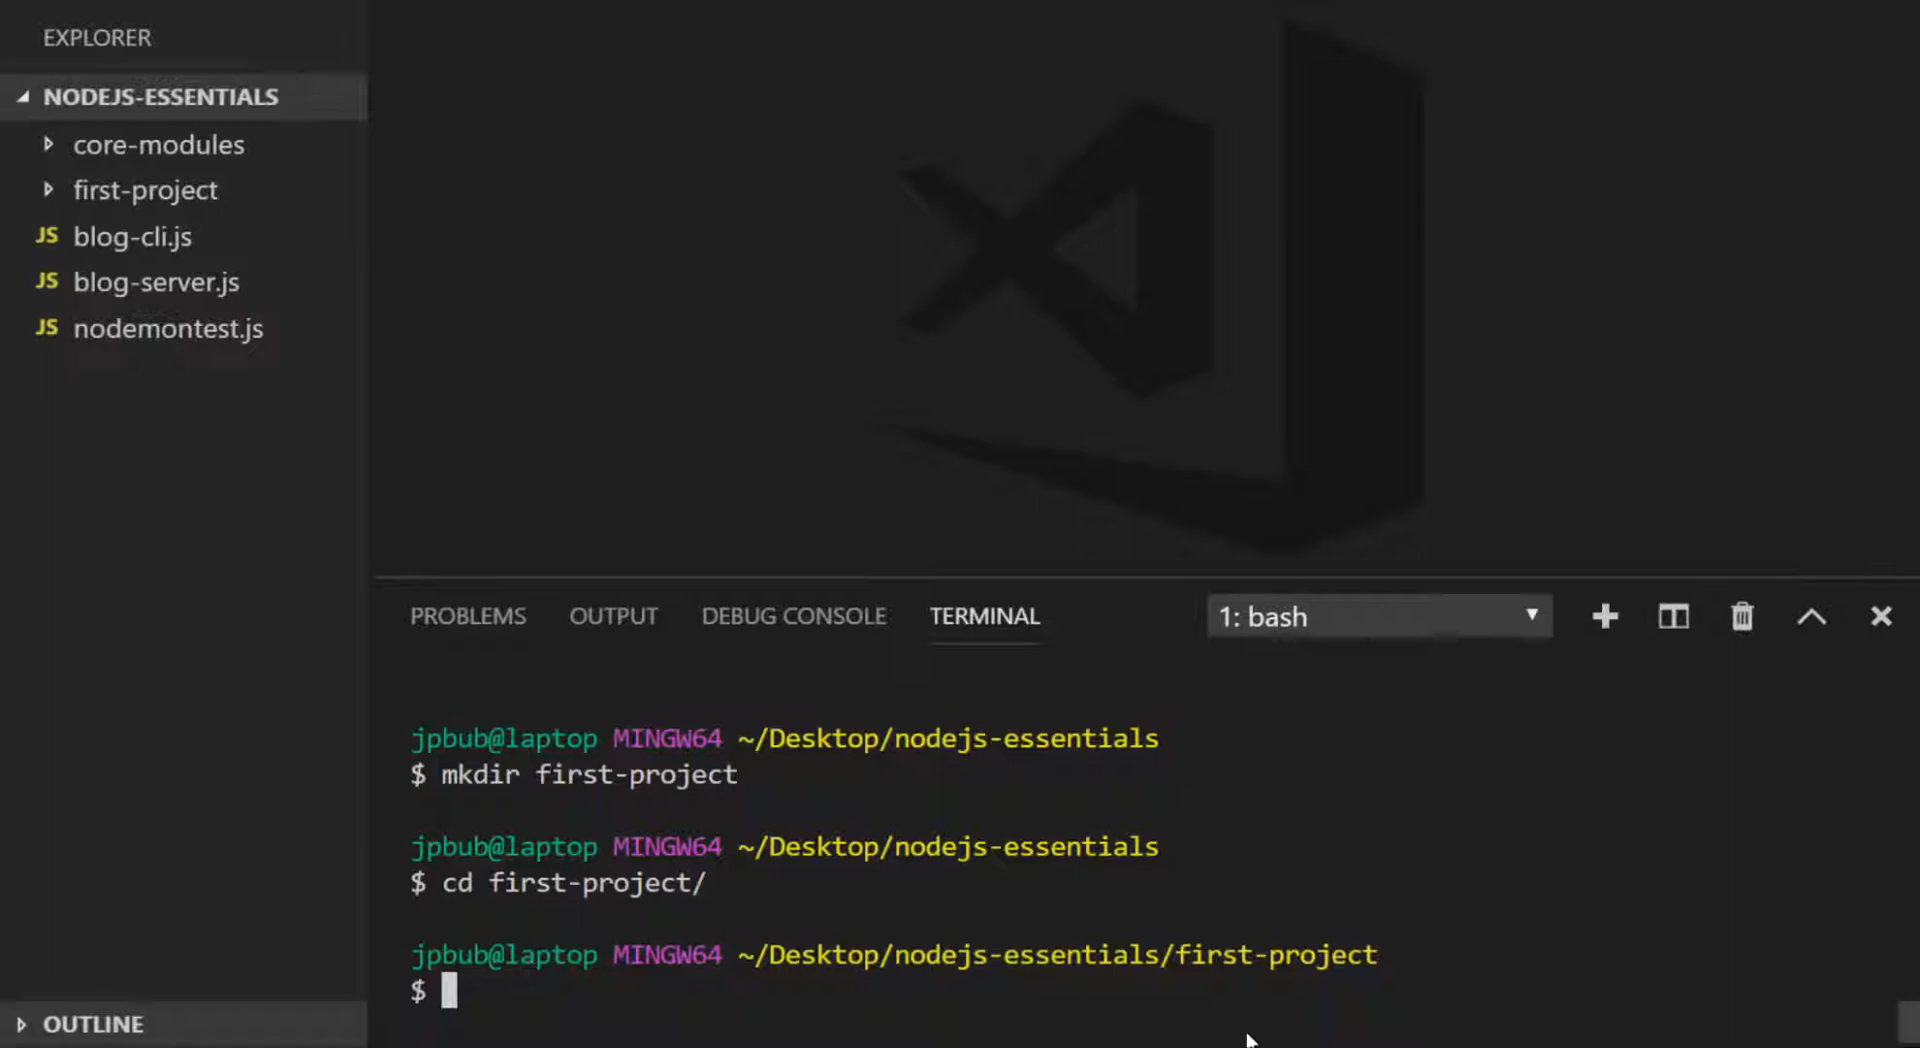 EXPLORER
NODEJS-ESSENTIALS
core-modules
first-project
JS blog-cli.js
JS blog-server.js
JS nodemontest.js
OUTLINE
PROBLEMS OUTPUT DEBUG CONSOLE TERMINAL 1: bash
jpbub@laptop MINGW64 ~/Desktop/nodejs-essentials
$ mkdir first-project
jpbub@laptop MINGW64 ~/Desktop/nodejs-essentials
$ cd first-project/
jpbub@laptop MINGW64 ~/Desktop/nodejs-essentials/first-project
$